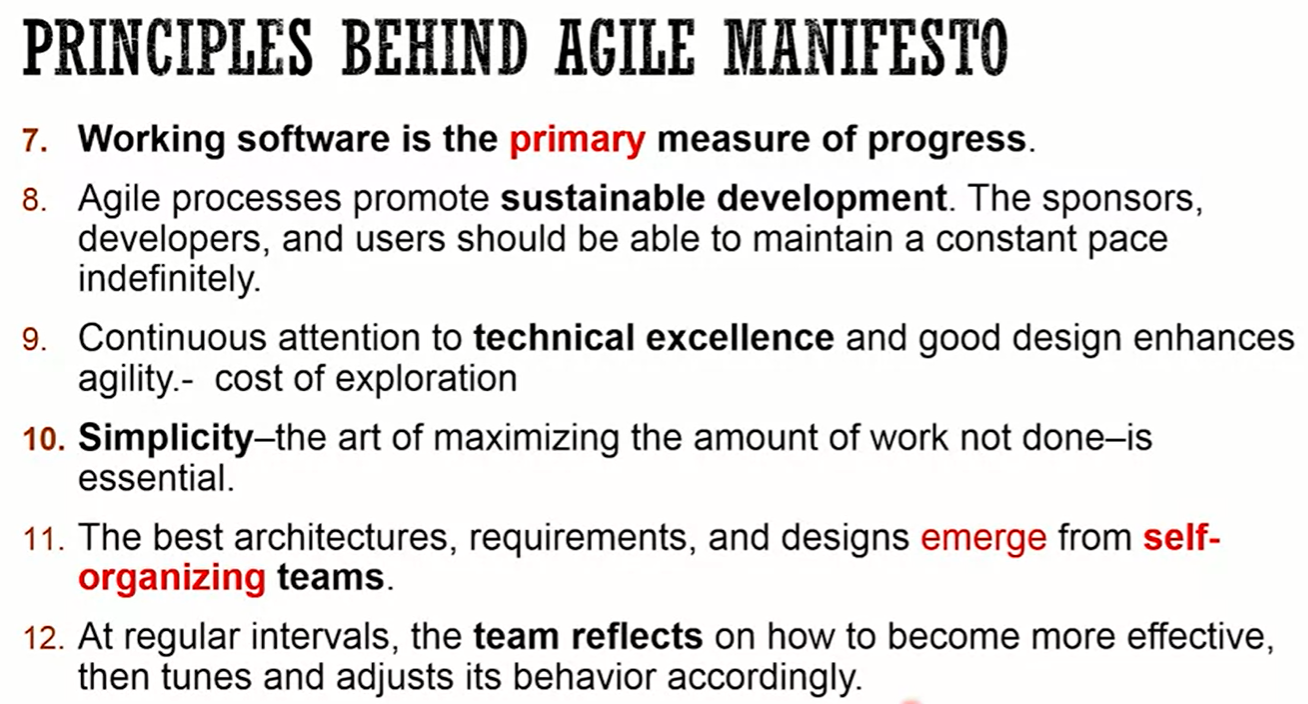 PRINCIPLES BEHIND AGILE MANIFESTO
7. Working software is the primary measure of progress.
8. Agile processes promote sustainable development. The sponsors,
developers, and users should be able to maintain a constant pace
indefinitely.
9. Continuous attention to technical excellence and good design enhances
agility.- cost of exploration
10. Simplicity–the art of maximizing the amount of work not done–is
essential.
11. The best architectures, requirements, and designs emerge from self-
organizing teams.
12. At regular intervals, the team reflects on how to become more effective,
then tunes and adjusts its behavior accordingly.